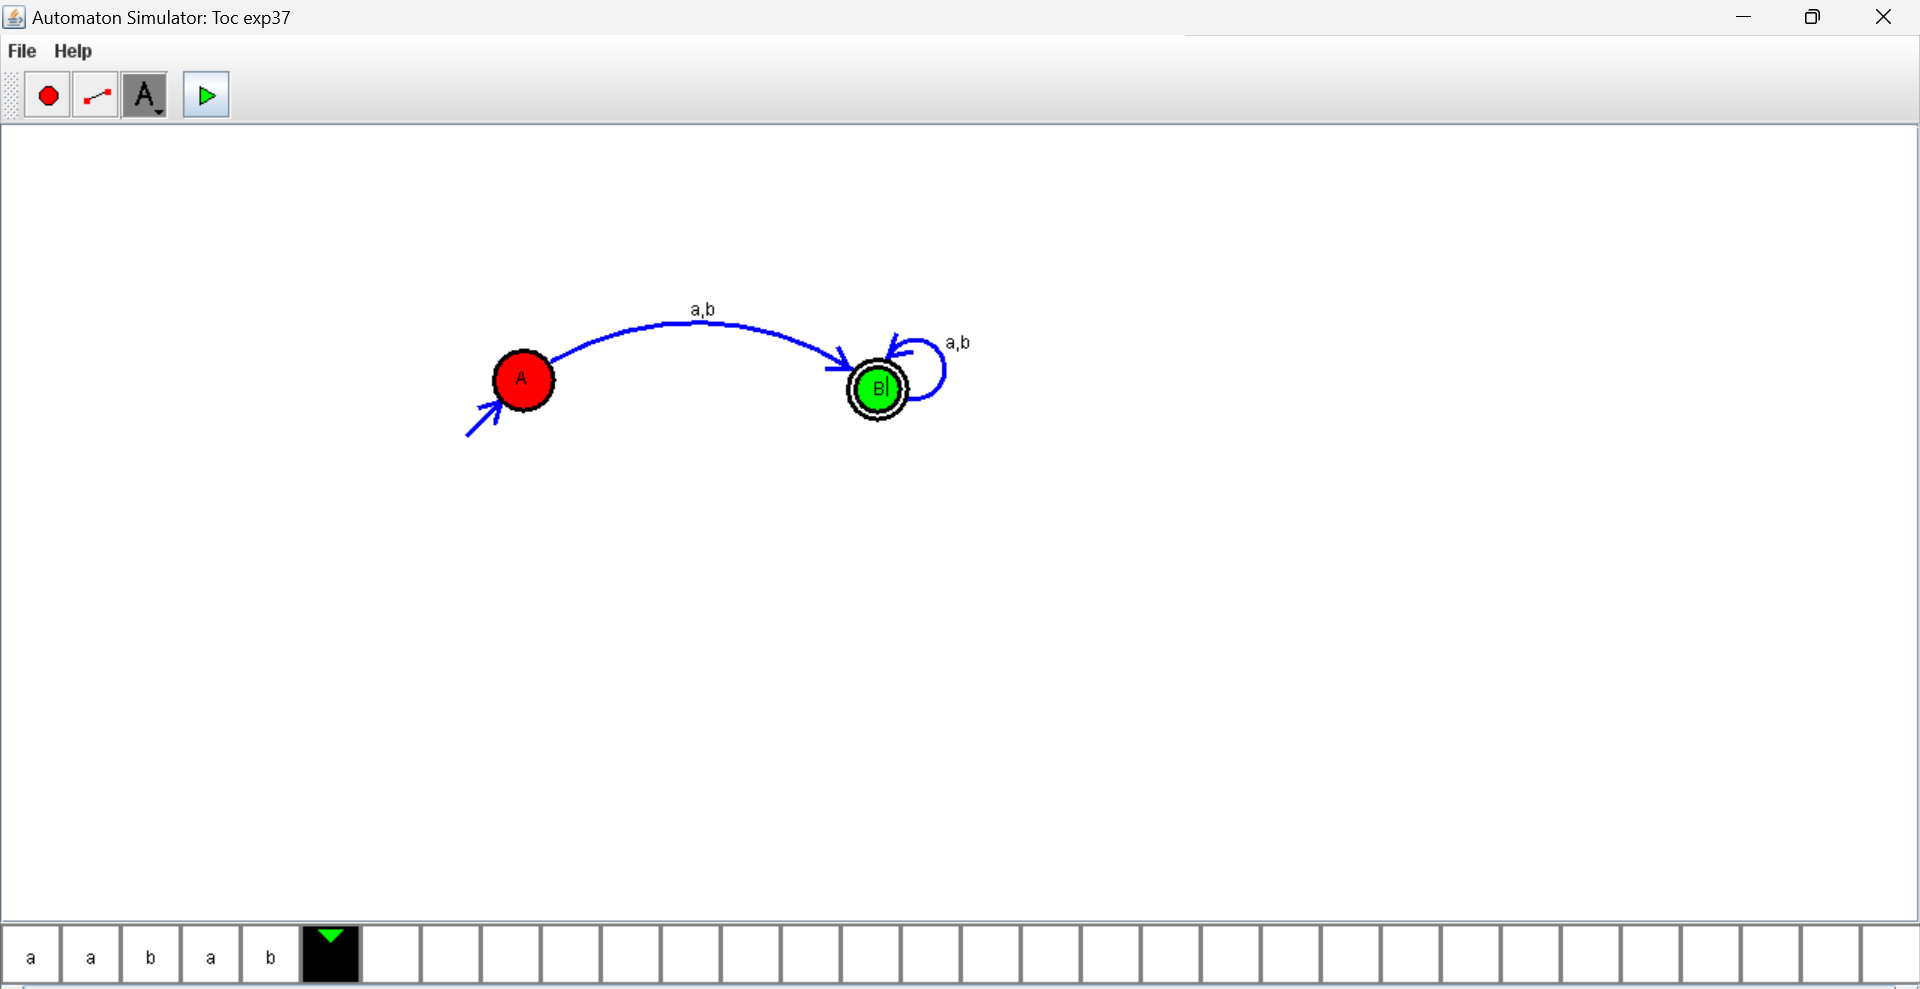 Automaton Simulator: Toc exp37
File Help
A
a,b
a,b
A
B
a a b a b